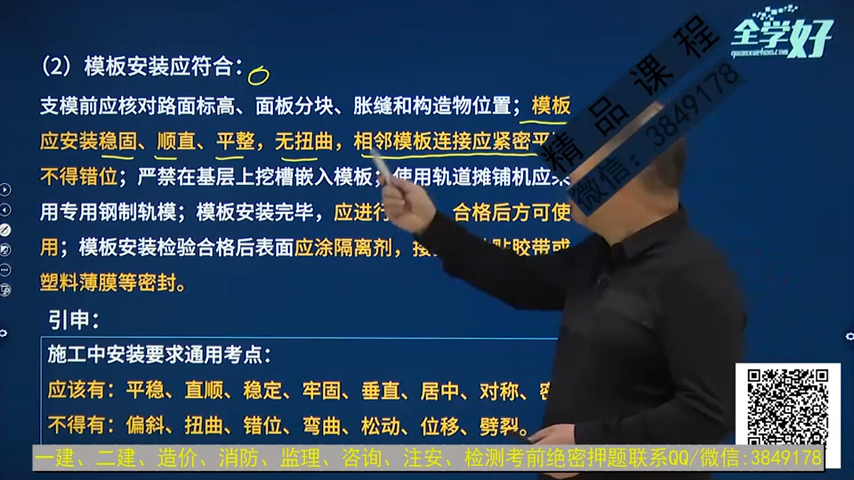 全学好
quanxuehao.com
精品课程
微信：3849178
（2）模板安装应符合：
支模前应核对路面标高、面板分块、胀缝和构造物位置；模板
应安装稳固、顺直、平整，无扭曲，相邻模板连接应紧密平
不得错位；严禁在基层上挖槽嵌入模板；使用轨道摊铺机应采
用专用钢制轨模；模板安装完毕，应进行 合格后方可使
用；模板安装检验合格后表面应涂隔离剂，接 贴胶带或
塑料薄膜等密封。
引申：
施工中安装要求通用考点：
应该有：平稳、直顺、稳定、牢固、垂直、居中、对称、
不得有：偏斜、扭曲、错位、弯曲、松动、位移、劈裂。
一建、二建、造价、消防、监理、咨询、注安、检测考前绝密押题联系QQ/微信:3849178